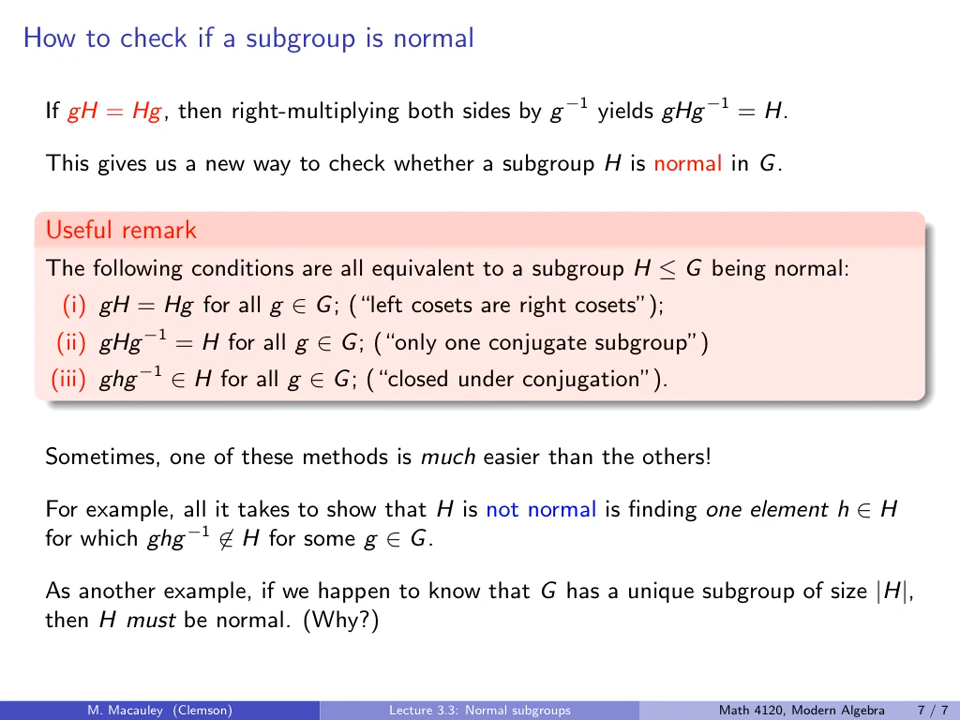 How to check if a subgroup is normal
If gH = Hg, then right-multiplying both sides by g⁻¹ yields gHg⁻¹ = H.
This gives us a new way to check whether a subgroup H is normal in G.
Useful remark
The following conditions are all equivalent to a subgroup H ≤ G being normal:
(i) gH = Hg for all g ∈ G; (“left cosets are right cosets”);
(ii) gHg⁻¹ = H for all g ∈ G; (“only one conjugate subgroup”)
(iii) ghg⁻¹ ∈ H for all g ∈ G; (“closed under conjugation”).
Sometimes, one of these methods is much easier than the others!
For example, all it takes to show that H is not normal is finding one element h ∈ H
for which ghg⁻¹ ∉ H for some g ∈ G.
As another example, if we happen to know that G has a unique subgroup of size |H|,
then H must be normal. (Why?)
M. Macauley (Clemson) Lecture 3.3: Normal subgroups Math 4120, Modern Algebra 7 / 7